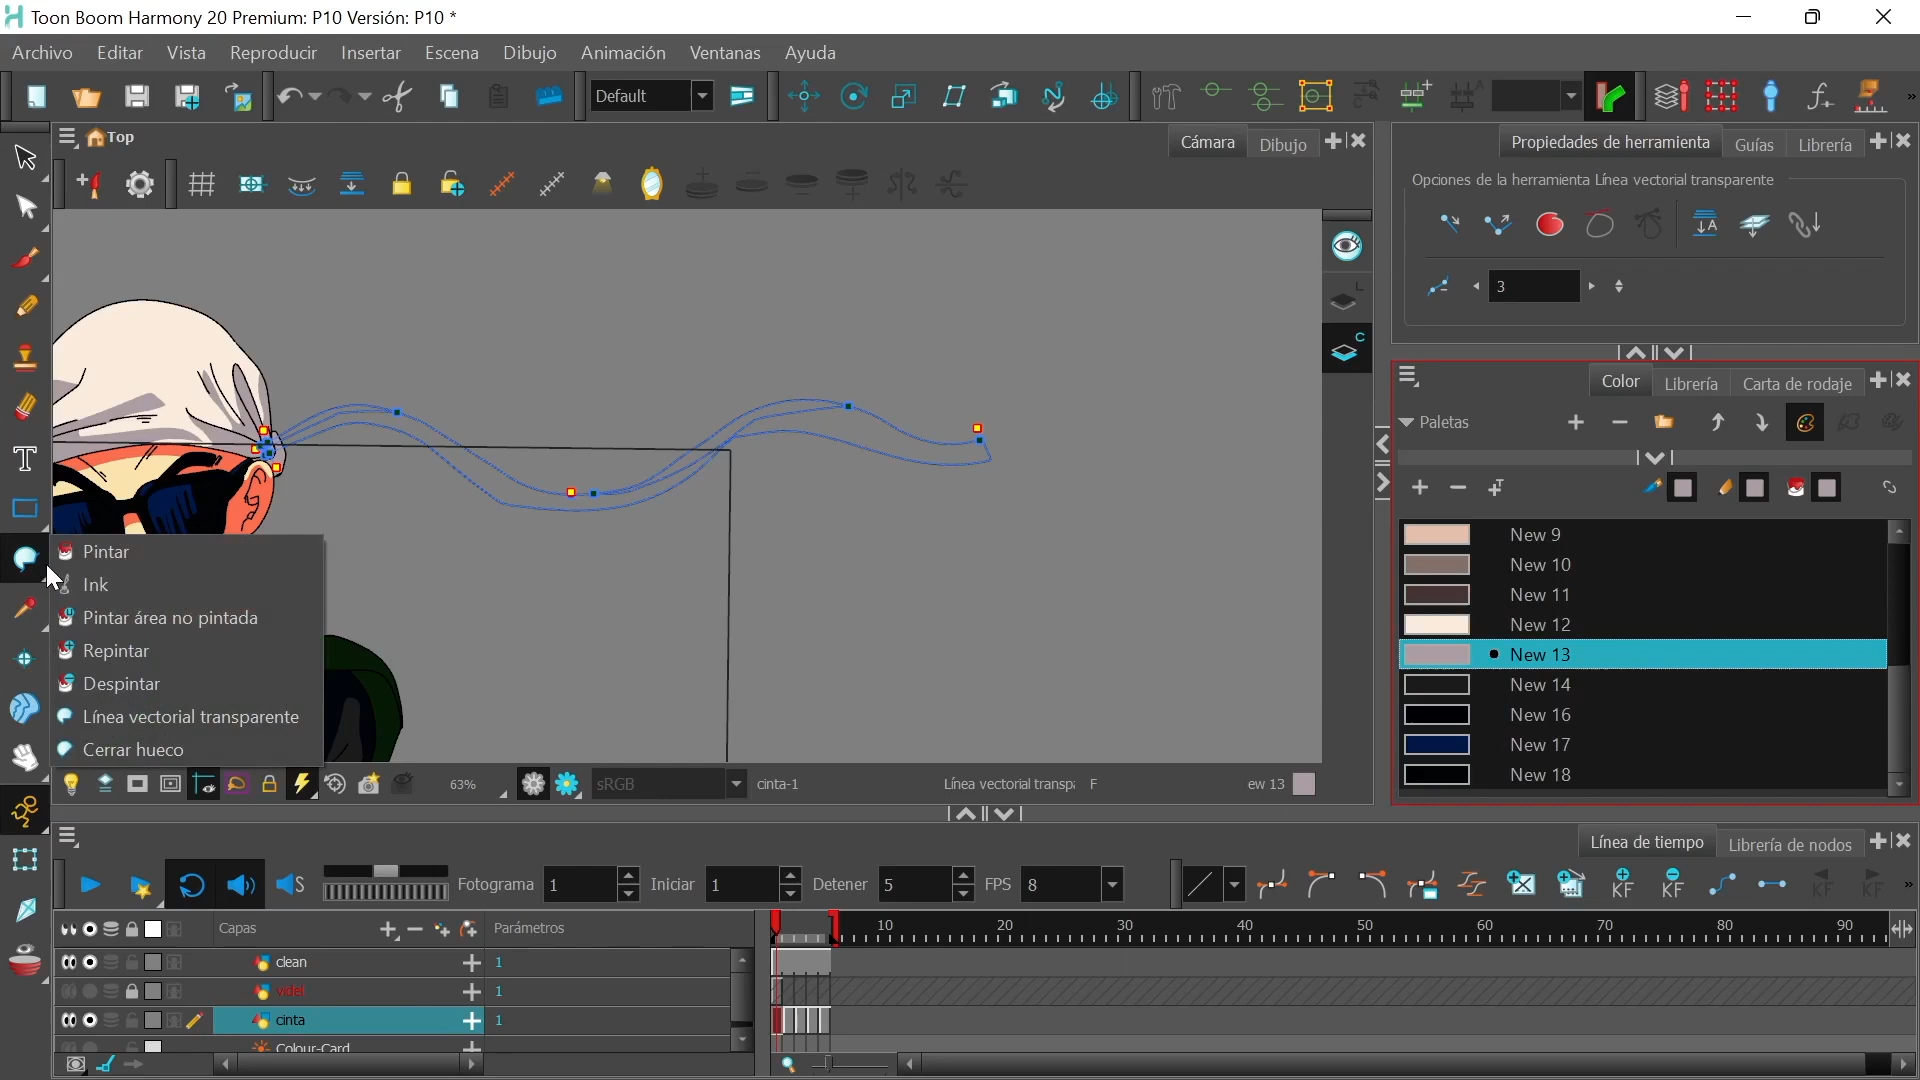 Toon Boom Harmony 20 Premium: P10 Versión: P10 *
Archivo Editar Vista Reproducir Insertar Escena Dibujo Animación Ventanas Ayuda
Default
Top
Cámara Dibujo
Propiedades de herramienta Guías Librería
Opciones de la herramienta Línea vectorial transparente
3
Color Librería Carta de rodaje
Paletas
New 9
New 10
New 11
New 12
New 13
New 14
New 16
New 17
New 18
Pintar
Ink
Pintar área no pintada
Repintar
Despintar
Línea vectorial transparente
Cerrar hueco
63% sRGB cinta-1 Línea vectorial transpa F ew 13
Línea de tiempo Librería de nodos
Fotograma 1 Iniciar 1 Detener 5 FPS 8
Capas Parámetros
10 20 30 40 50 60 70 80 90
clean 1
videl 1
cinta 1
Colour-Card